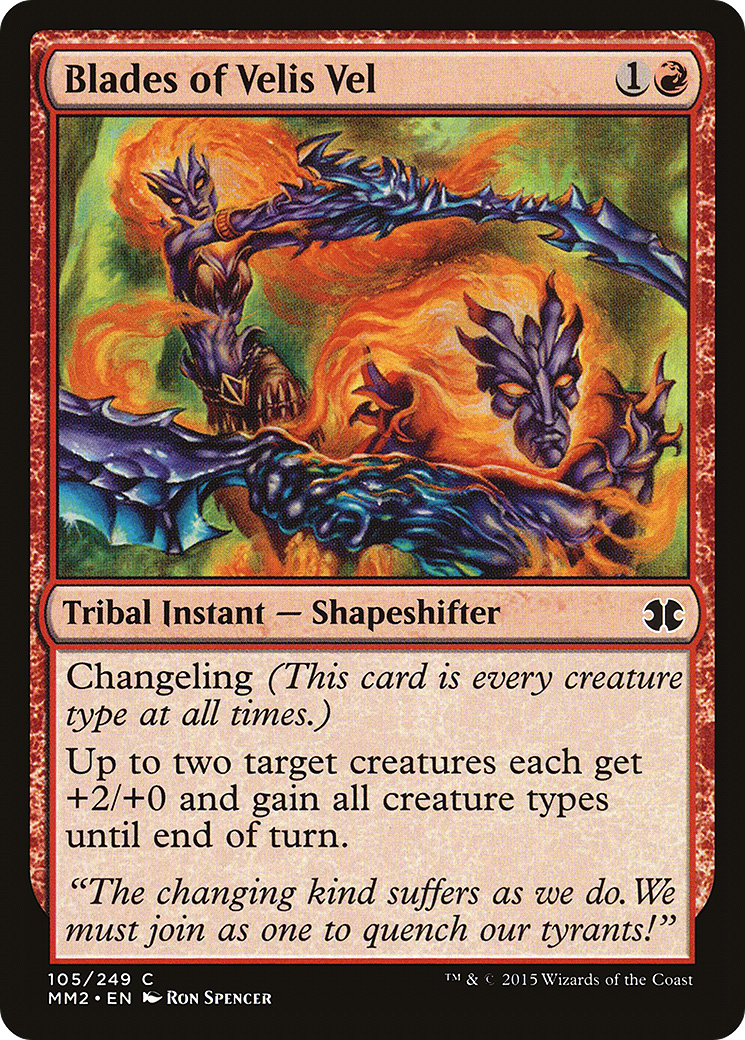 Blades of Velis Vel 1
Tribal Instant — Shapeshifter
Changeling (This card is every creature
type at all times.)
Up to two target creatures each get
+2/+0 and gain all creature types
until end of turn.
“The changing kind suffers as we do. We
must join as one to quench our tyrants!”
105/249 C
MM2 • EN Ron Spencer
™ & © 2015 Wizards of the Coast